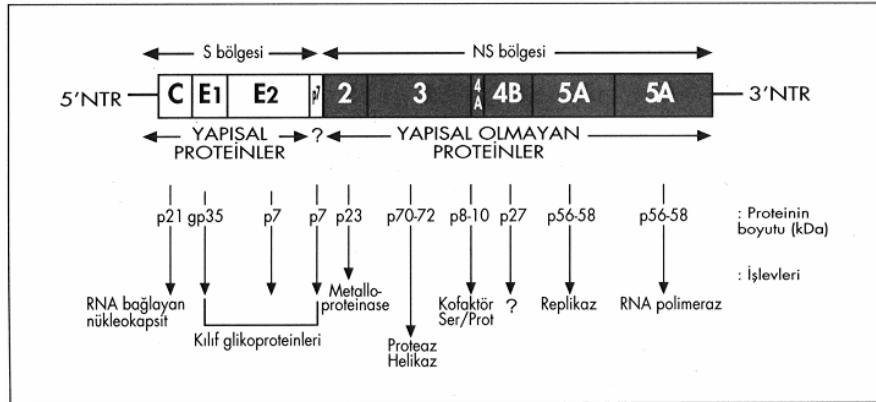 S bölgesi NS bölgesi
5'NTR C E1 E2 p7 2 3 4A 4B 5A 5A 3'NTR
YAPISAL PROTEİNLER ? YAPISAL OLMAYAN PROTEİNLER
p21 gp35 p7 p7 p23 p70-72 p8-10 p27 p56-58 p56-58 : Proteinin boyutu (kDa)
: İşlevleri
RNA bağlayan nükleokapsit
Kılıf glikoproteinleri
Metallo-
proteinase
Proteaz
Helikaz
Kofaktör
Ser/Prot
?
Replikaz
RNA polimeraz